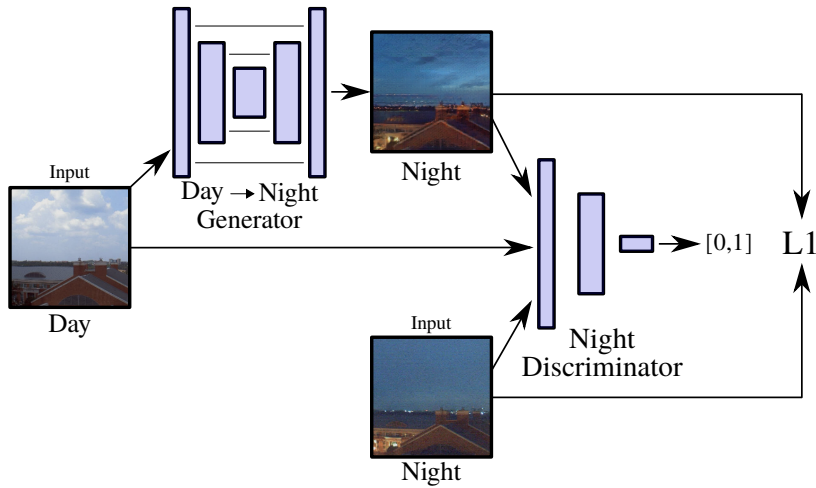 Input
Day
Day → Night
Generator
Night
Input
Night
Night
Discriminator
[0,1]
L1